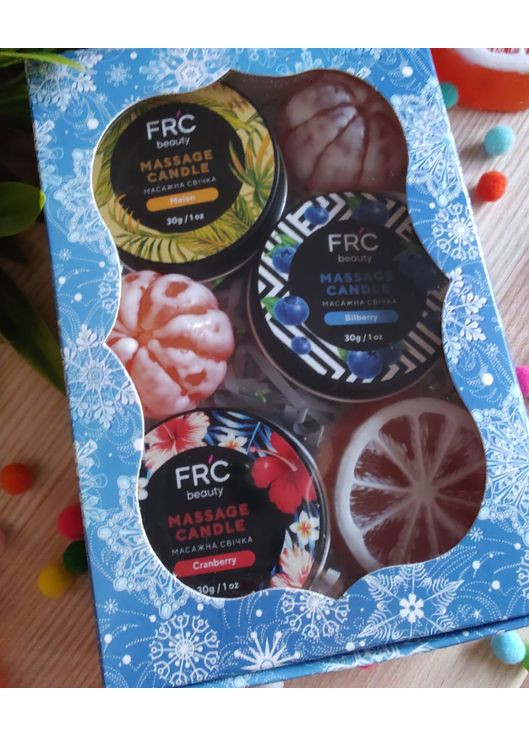 FRC
beauty
MASSAGE
CANDLE
МАСАЖНА СВІЧКА
Melon
30g / 1 oz
FRC
beauty
MASSAGE
CANDLE
МАСАЖНА СВІЧКА
Bilberry
30g / 1 oz
FRC
beauty
MASSAGE
CANDLE
МАСАЖНА СВІЧКА
Cranberry
30g / 1 oz